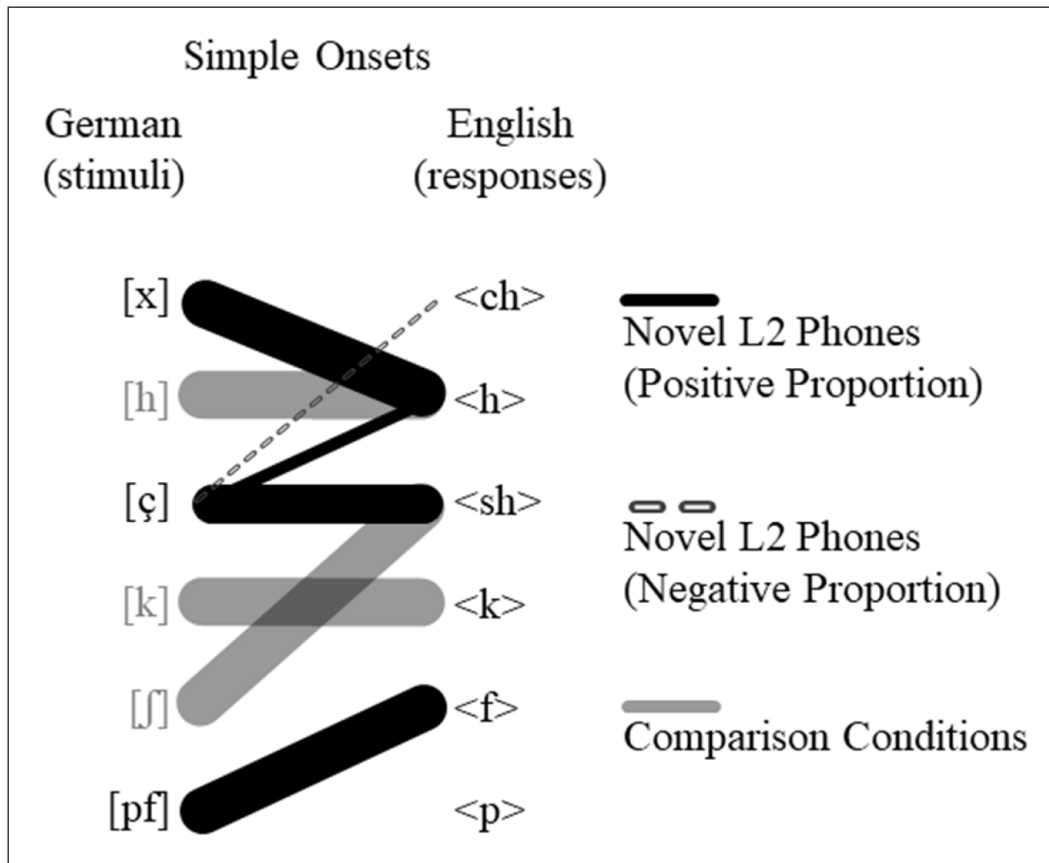 Simple Onsets
German English
(stimuli) (responses)
[x] <ch>
[h] <h>
[ç] <sh>
[k] <k>
[ʃ] <f>
[pf] <p>
Novel L2 Phones
(Positive Proportion)
Novel L2 Phones
(Negative Proportion)
Comparison Conditions